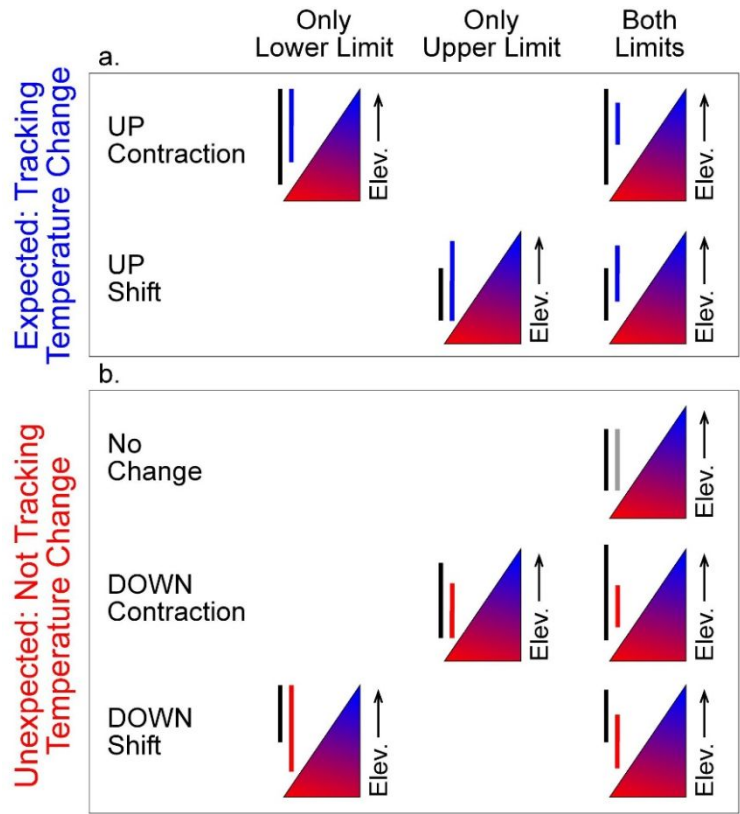 Only
Lower Limit
Only
Upper Limit
Both
Limits
a.
Expected: Tracking
Temperature Change
UP
Contraction
Elev.
Elev.
UP
Shift
Elev.
Elev.
b.
Unexpected: Not Tracking
Temperature Change
No
Change
Elev.
DOWN
Contraction
Elev.
Elev.
DOWN
Shift
Elev.
Elev.